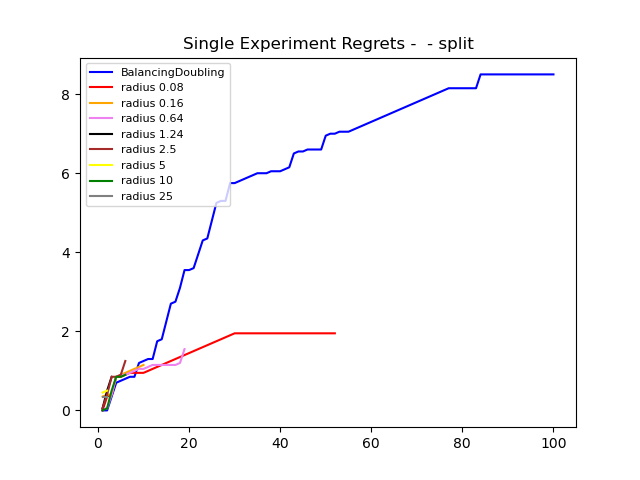 Single Experiment Regrets -  - split
BalancingDoubling
radius 0.08
radius 0.16
radius 0.64
radius 1.24
radius 2.5
radius 5
radius 10
radius 25
8
6
4
2
0
0 20 40 60 80 100